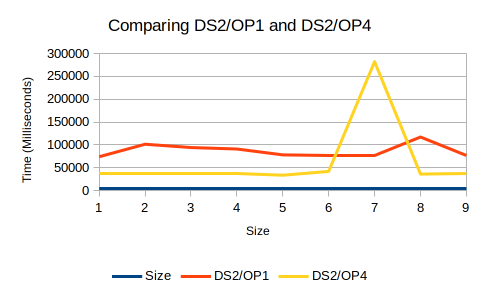 Comparing DS2/OP1 and DS2/OP4
Time (Milliseconds)
300000
250000
200000
150000
100000
50000
0
1 2 3 4 5 6 7 8 9
Size
Size DS2/OP1 DS2/OP4